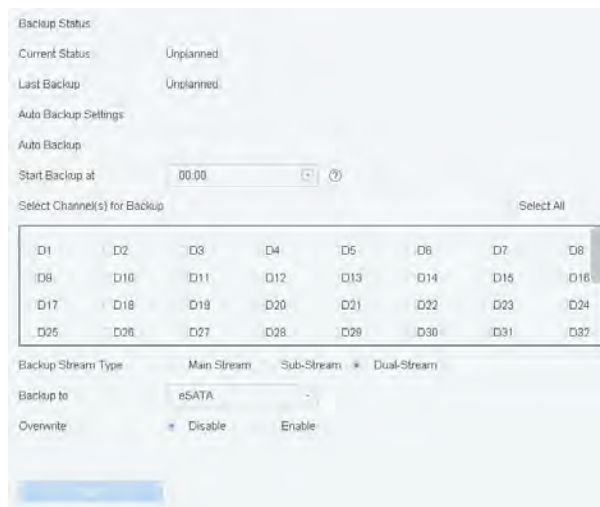 Backup Status
Current Status Unplanned
Last Backup Unplanned
Auto Backup Settings
Auto Backup
Start Backup at 00:00 ?
Select Channel(s) for Backup Select All
D1 D2 D3 D4 D5 D6 D7 D8
D9 D10 D11 D12 D13 D14 D15 D16
D17 D18 D19 D20 D21 D22 D23 D24
D25 D26 D27 D28 D29 D30 D31 D32
Backup Stream Type Main Stream Sub-Stream Dual-Stream
Backup to eSATA
Overwrite Disable Enable